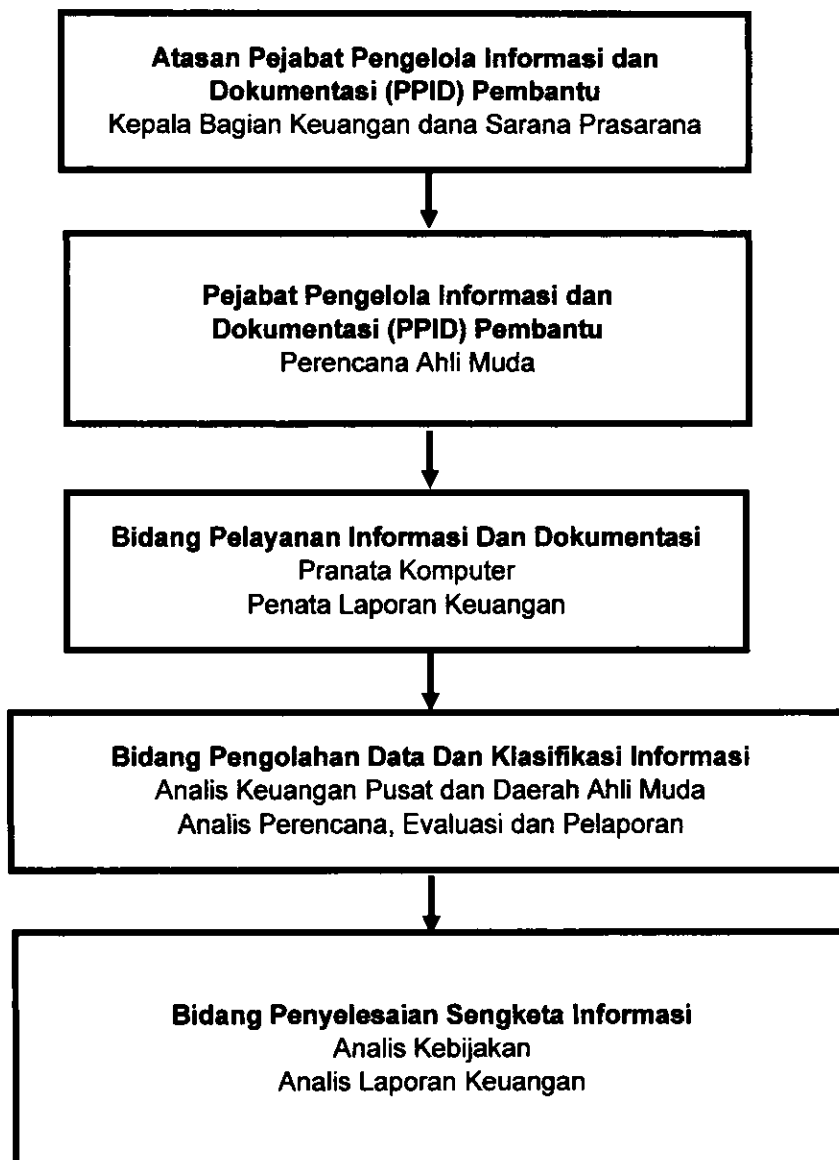 Atasan Pejabat Pengelola Informasi dan
Dokumentasi (PPID) Pembantu
Kepala Bagian Keuangan dana Sarana Prasarana
Pejabat Pengelola Informasi dan
Dokumentasi (PPID) Pembantu
Perencana Ahli Muda
Bidang Pelayanan Informasi Dan Dokumentasi
Pranata Komputer
Penata Laporan Keuangan
Bidang Pengolahan Data Dan Klasifikasi Informasi
Analis Keuangan Pusat dan Daerah Ahli Muda
Analis Perencana, Evaluasi dan Pelaporan
Bidang Penyelesaian Sengketa Informasi
Analis Kebijakan
Analis Laporan Keuangan